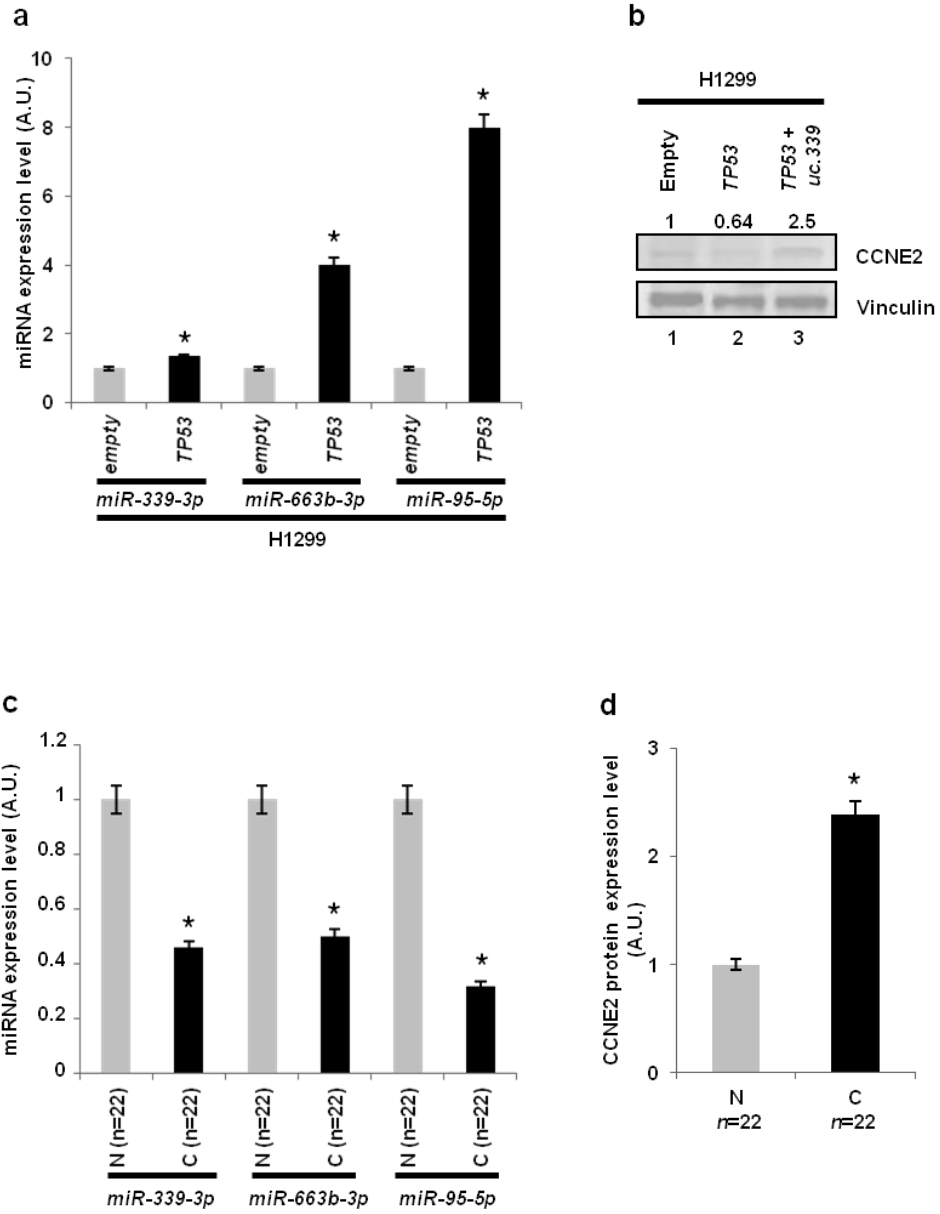 a
miRNA expression level (A.U.)
10
8
6
4
2
0
*
*
*
empty
TP53
empty
TP53
empty
TP53
miR-339-3p
miR-663b-3p
miR-95-5p
H1299
b
H1299
Empty
TP53
TP53 +
uc.339
1 0.64 2.5
CCNE2
Vinculin
1 2 3
c
miRNA expression level (A.U.)
1.2
1
0.8
0.6
0.4
0.2
0
*
*
*
N (n=22)
C (n=22)
N (n=22)
C (n=22)
N (n=22)
C (n=22)
miR-339-3p
miR-663b-3p
miR-95-5p
d
CCNE2 protein expression level
(A.U.)
3
2
1
0
*
N
n=22
C
n=22